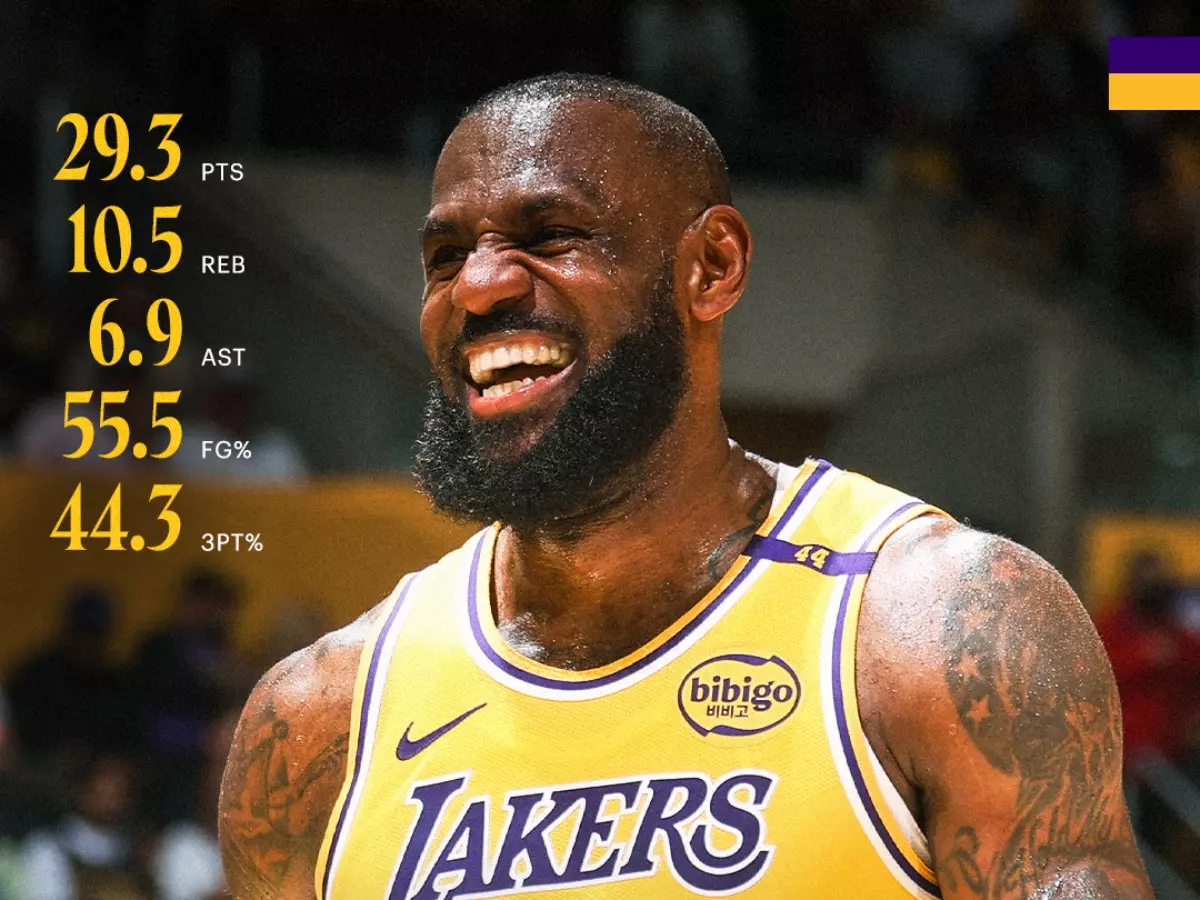 29.3 PTS
10.5 REB
6.9 AST
55.5 FG%
44.3 3PT%
44
bibigo
비비고
LAKERS